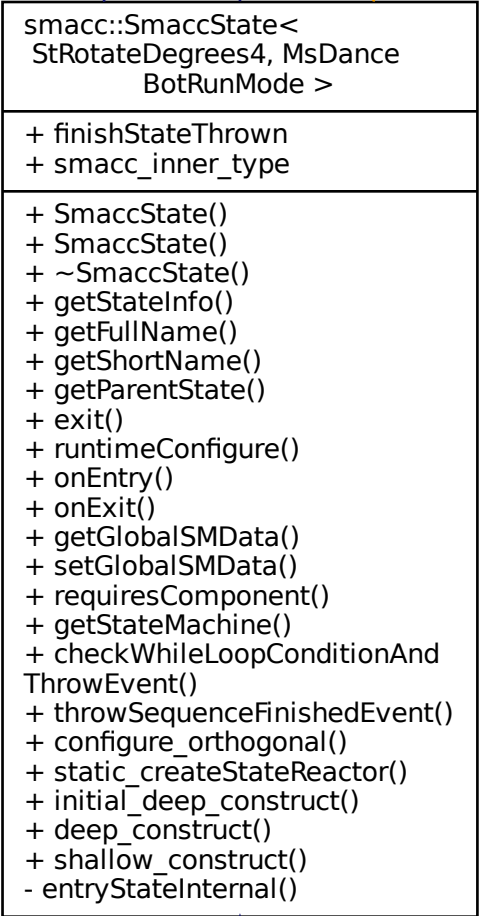 smacc::SmaccState<
StRotateDegrees4, MsDance
BotRunMode >
+ finishStateThrown
+ smacc_inner_type
+ SmaccState()
+ SmaccState()
+ ~SmaccState()
+ getStateInfo()
+ getFullName()
+ getShortName()
+ getParentState()
+ exit()
+ runtimeConfigure()
+ onEntry()
+ onExit()
+ getGlobalSMData()
+ setGlobalSMData()
+ requiresComponent()
+ getStateMachine()
+ checkWhileLoopConditionAnd
ThrowEvent()
+ throwSequenceFinishedEvent()
+ configure_orthogonal()
+ static_createStateReactor()
+ initial_deep_construct()
+ deep_construct()
+ shallow_construct()
- entryStateInternal()